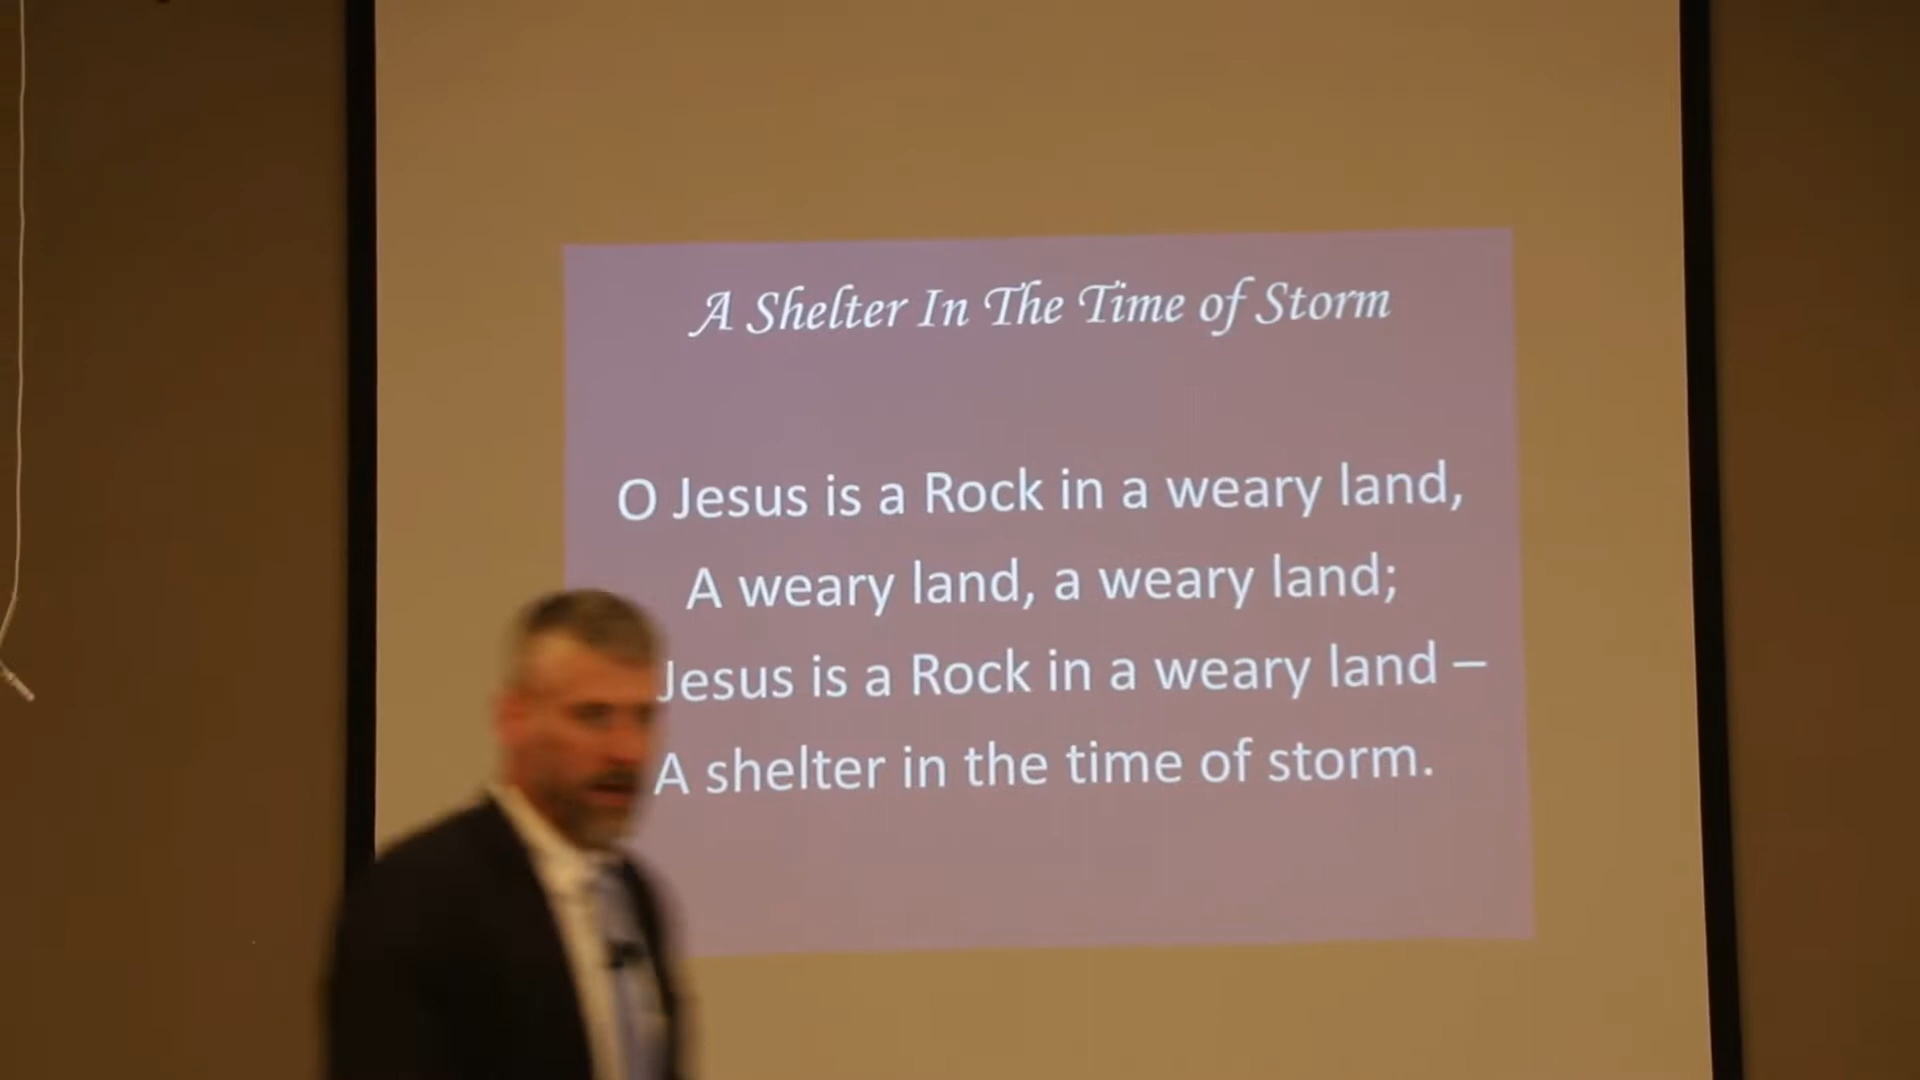 A Shelter In The Time of Storm
O Jesus is a Rock in a weary land,
A weary land, a weary land;
Jesus is a Rock in a weary land –
A shelter in the time of storm.